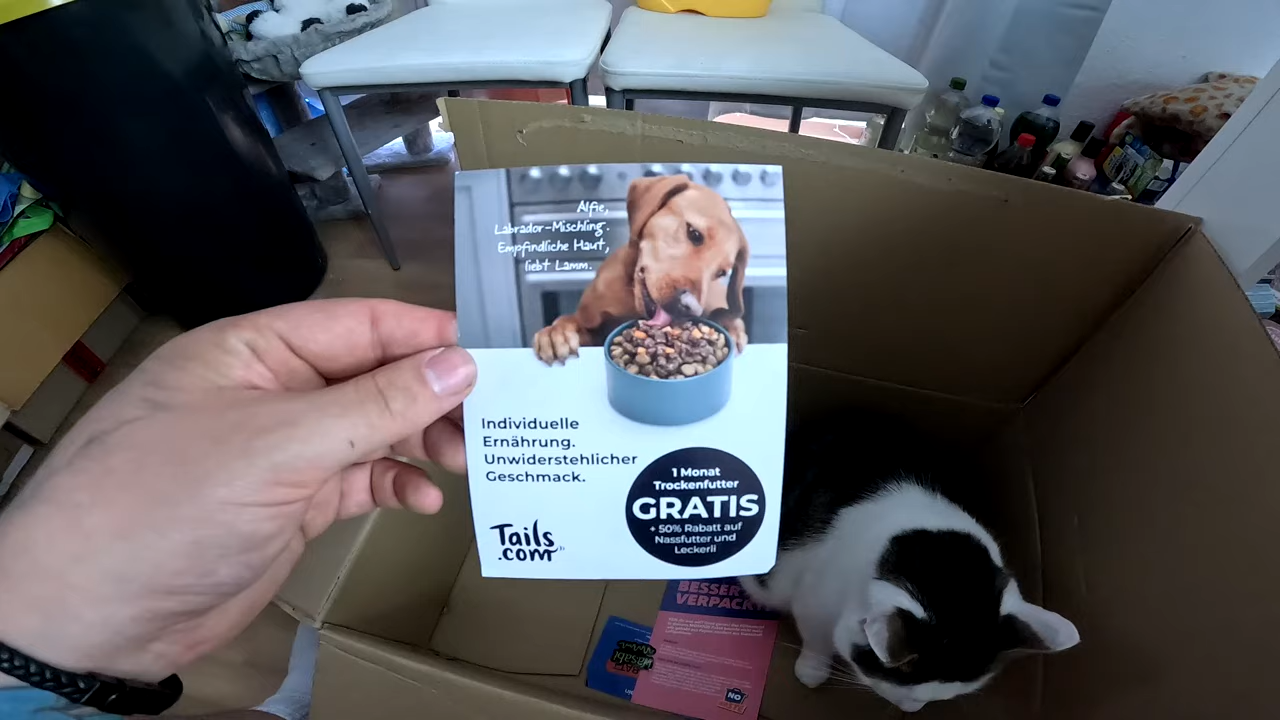 Alfie,
Labrador-Mischling.
Empfindliche Haut,
liebt Lamm.
Individuelle
Ernährung.
Unwiderstehlicher
Geschmack.
1 Monat
Trockenfutter
GRATIS
+ 50% Rabatt auf
Nassfutter und
Leckerli
Tails
.com
BESSER
VERPACKT
NO